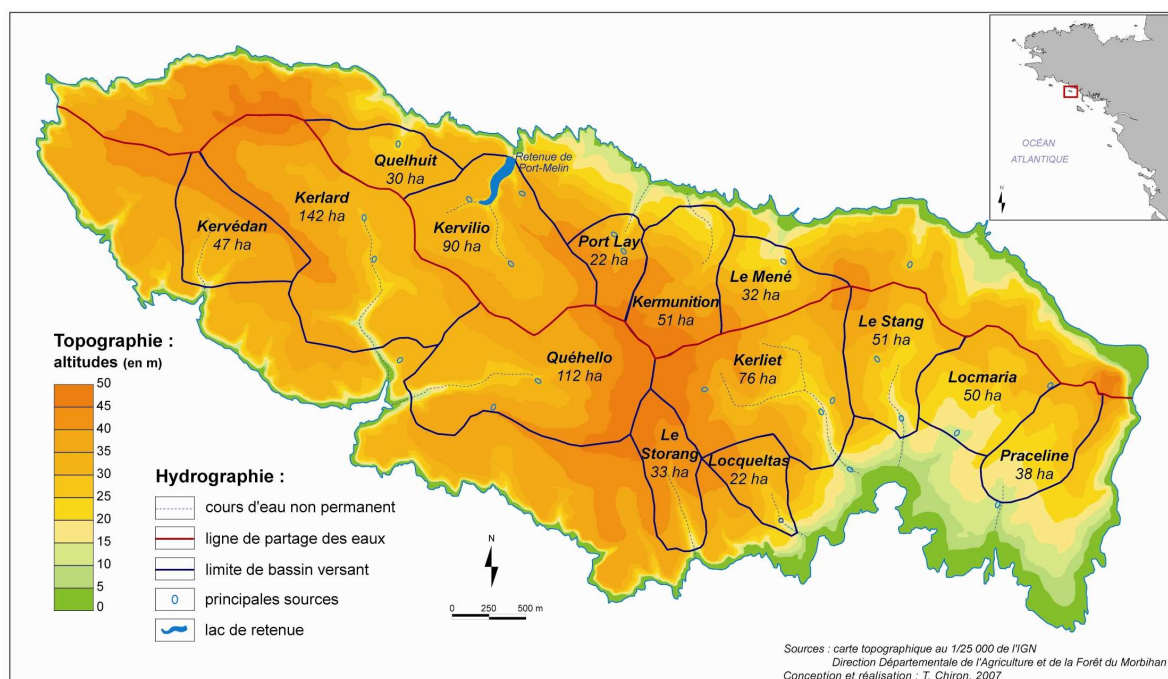 OCÉAN
ATLANTIQUE
N
Quelhuit
30 ha
Retenue de
Port-Melin
Kerlard
142 ha
Kervédan
47 ha
Kervilio
90 ha
Port Lay
22 ha
Le Mené
32 ha
Kermunition
51 ha
Le Stang
51 ha
Quéhello
112 ha
Kerliet
76 ha
Locmaria
50 ha
Le
Storang
33 ha
Locqueltas
22 ha
Praceline
38 ha
Topographie :
altitudes (en m)
50
45
40
35
30
25
20
15
10
5
0
Hydrographie :
cours d'eau non permanent
ligne de partage des eaux
limite de bassin versant
principales sources
lac de retenue
N
0 250 500 m
Sources : carte topographique au 1/25 000 de l'IGN
Direction Départementale de l'Agriculture et de la Forêt du Morbihan
Conception et réalisation : T. Chiron, 2007